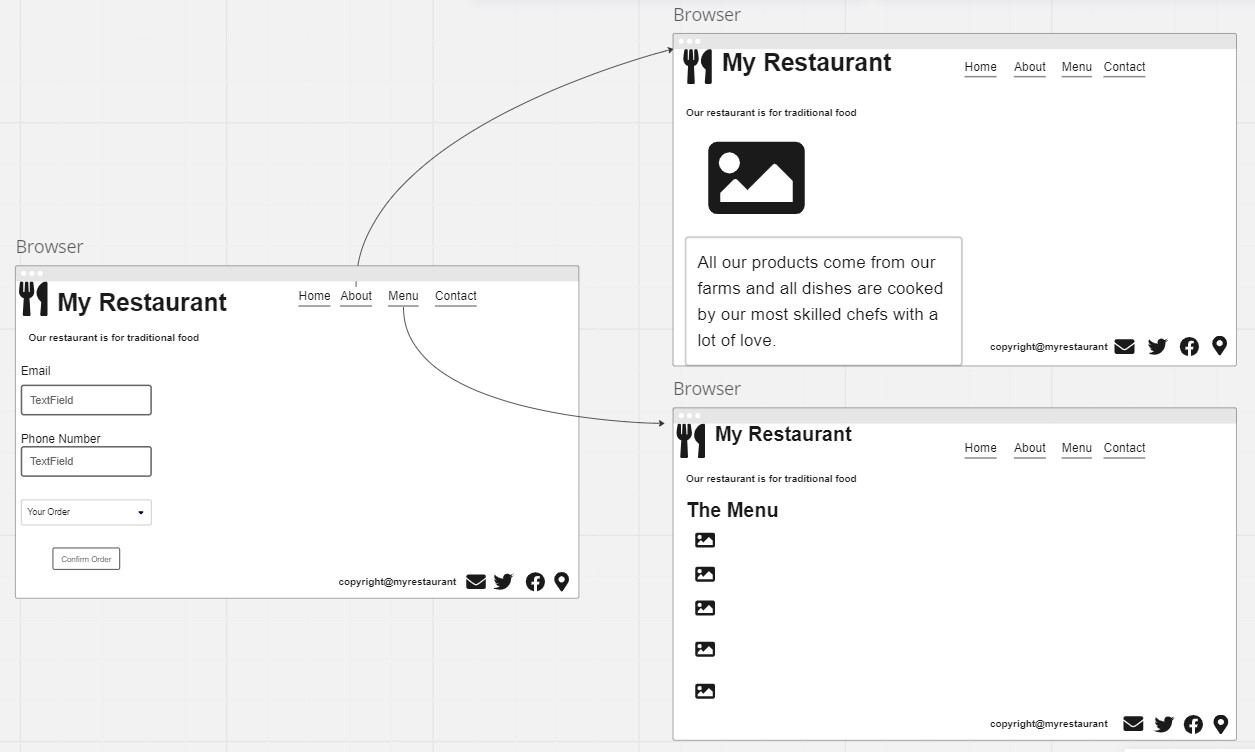 Browser
My Restaurant
Home About Menu Contact
Our restaurant is for traditional food
Email
TextField
Phone Number
TextField
Your Order
Confirm Order
copyright@myrestaurant
Browser
My Restaurant
Home About Menu Contact
Our restaurant is for traditional food
All our products come from our
farms and all dishes are cooked
by our most skilled chefs with a
lot of love.
copyright@myrestaurant
Browser
My Restaurant
Home About Menu Contact
Our restaurant is for traditional food
The Menu
copyright@myrestaurant